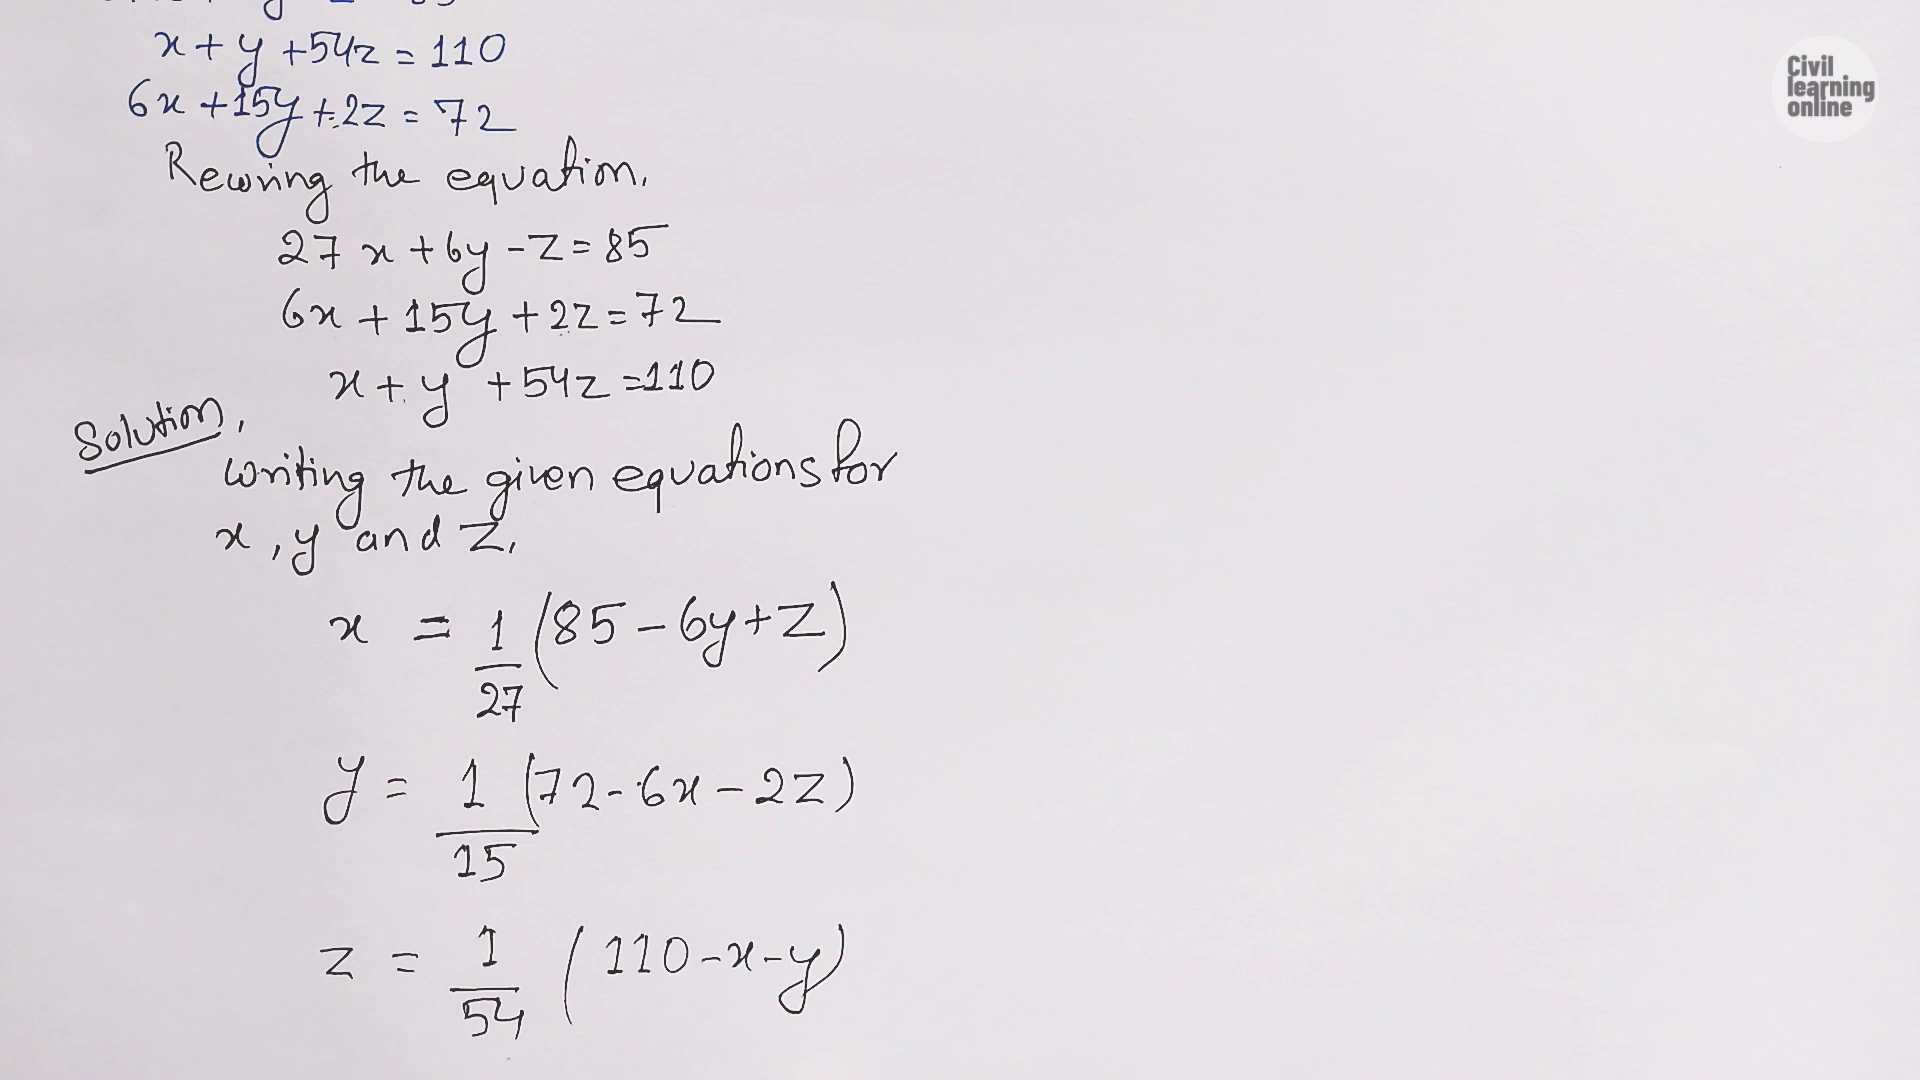 x + y + 54z = 110
6x + 15y + 2z = 72
Rewring the equation,
27x + 6y - z = 85
6x + 15y + 2z = 72
x + y + 54z = 110
Solution,
writing the given equations for
x, y and z,
x = 1/27 (85 - 6y + z)
y = 1/15 (72 - 6x - 2z)
z = 1/54 (110 - x - y)
Civil
learning
online